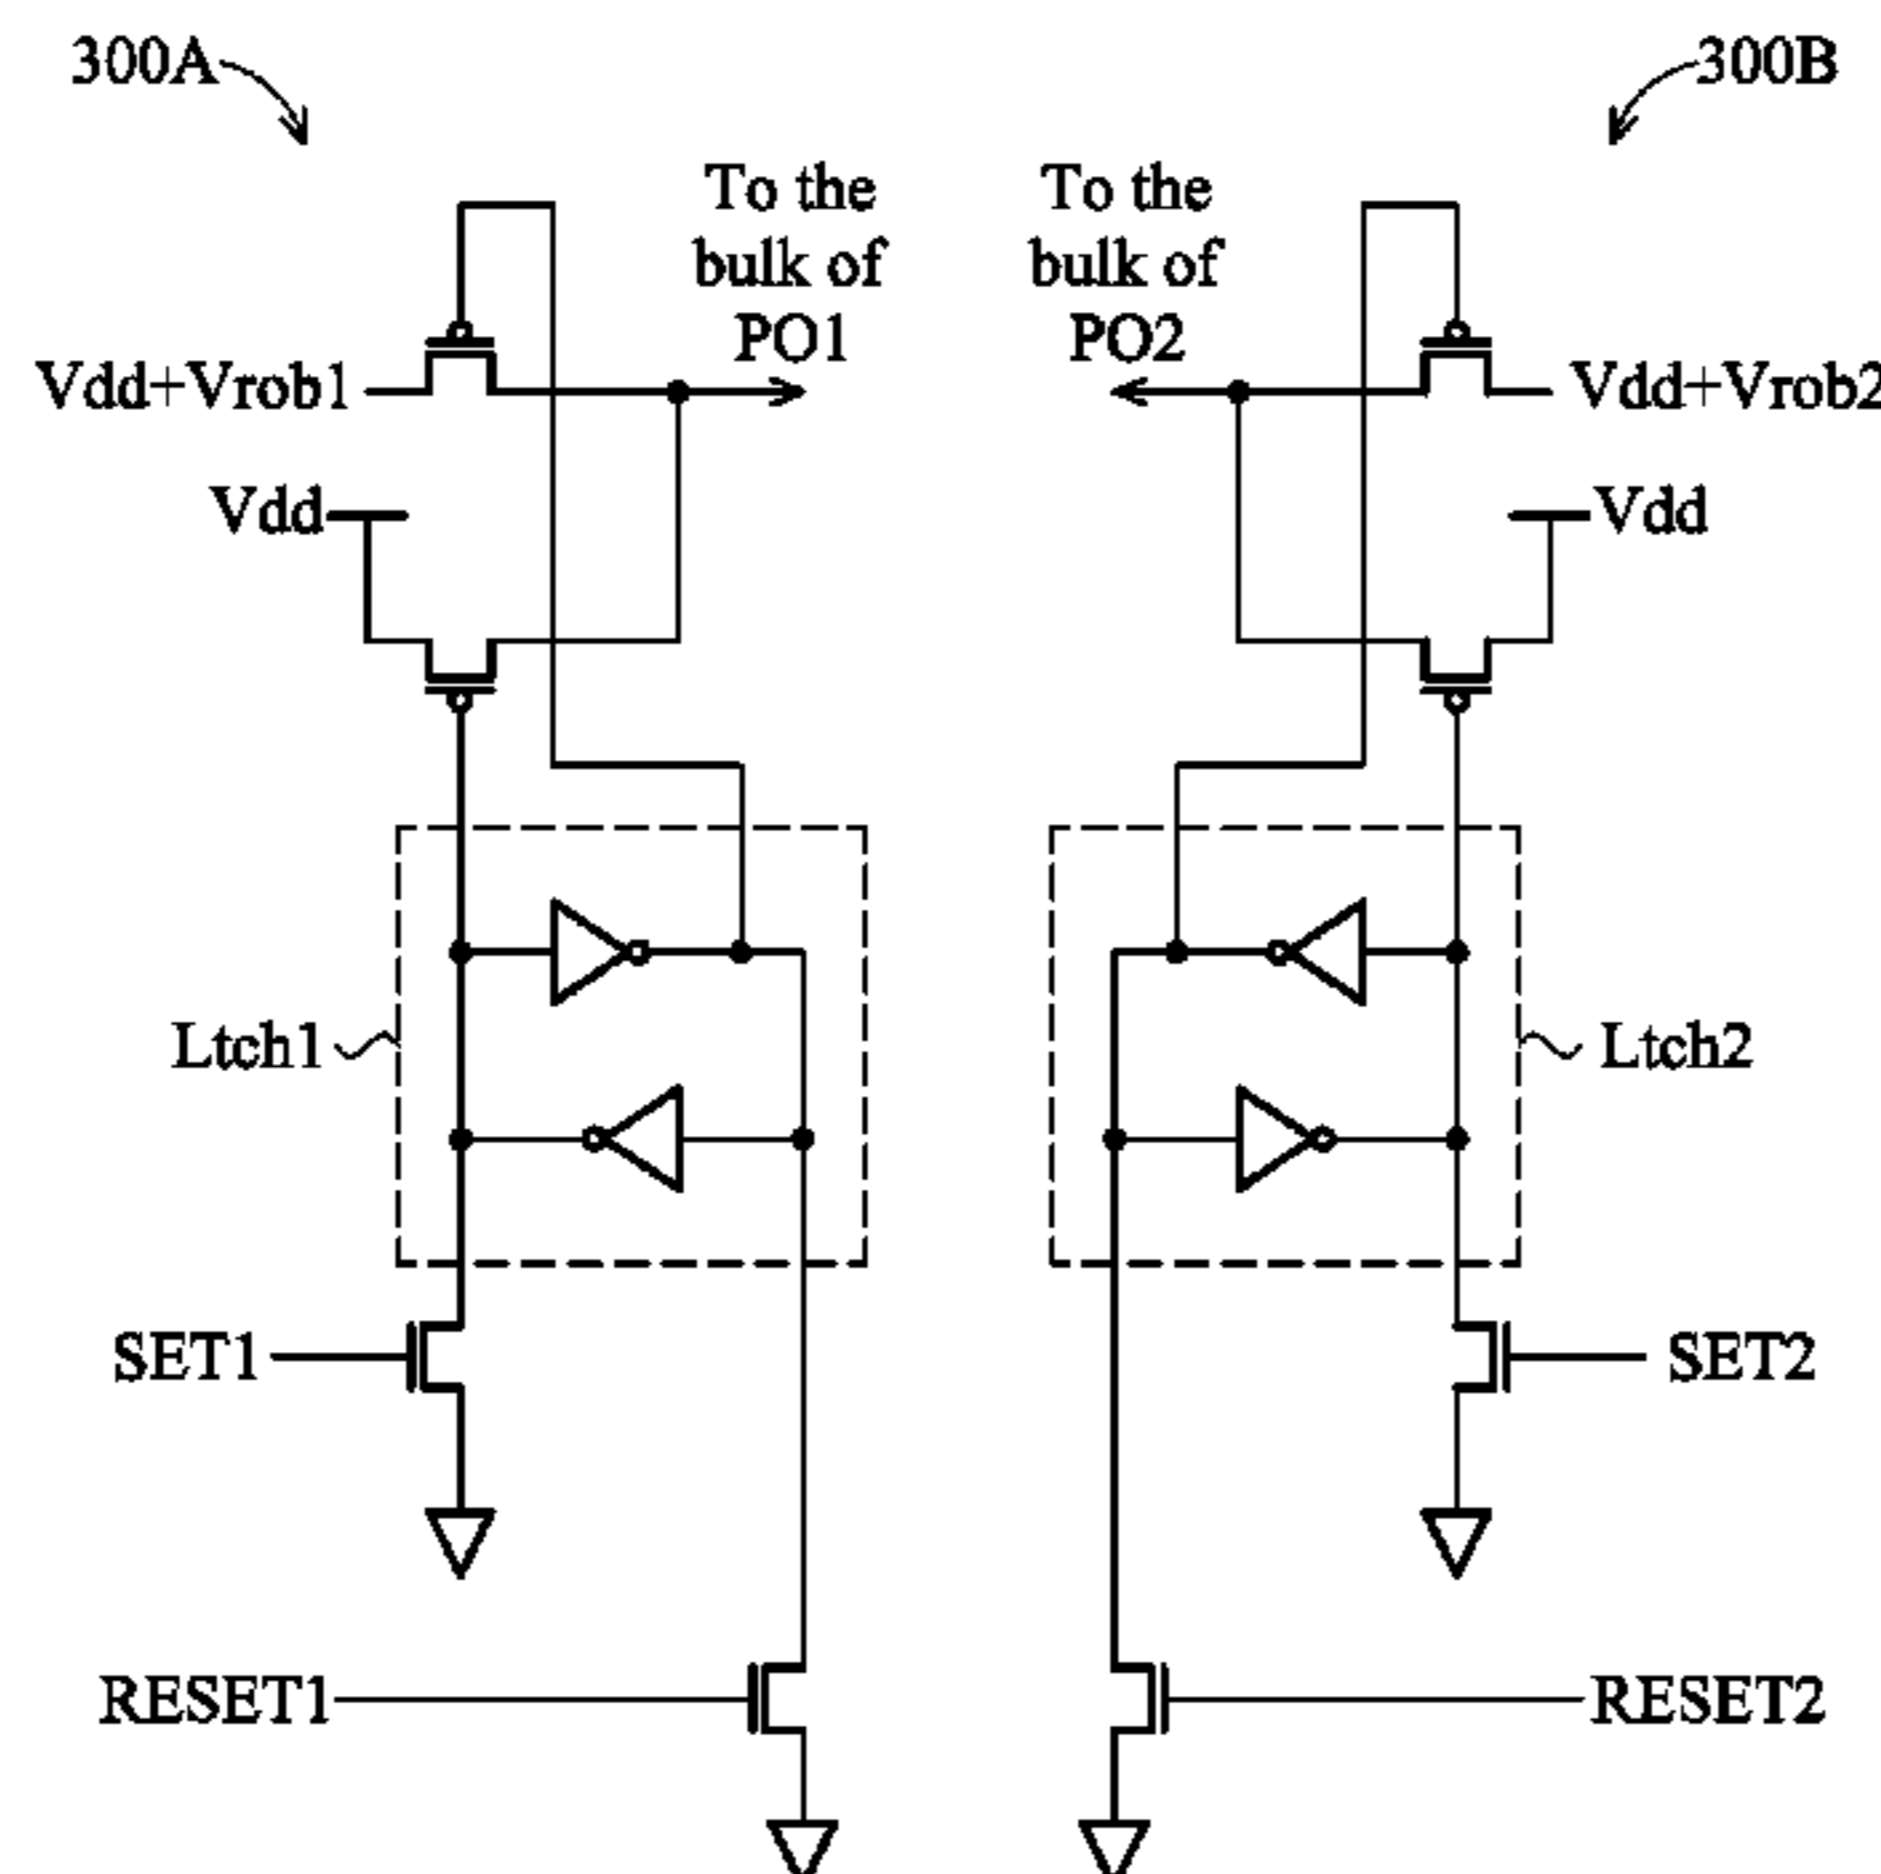 300A
300B
To the
bulk of
PO1
To the
bulk of
PO2
Vdd+Vrob1
Vdd+Vrob2
Vdd
Vdd
Ltch1
Ltch2
SET1
SET2
RESET1
RESET2